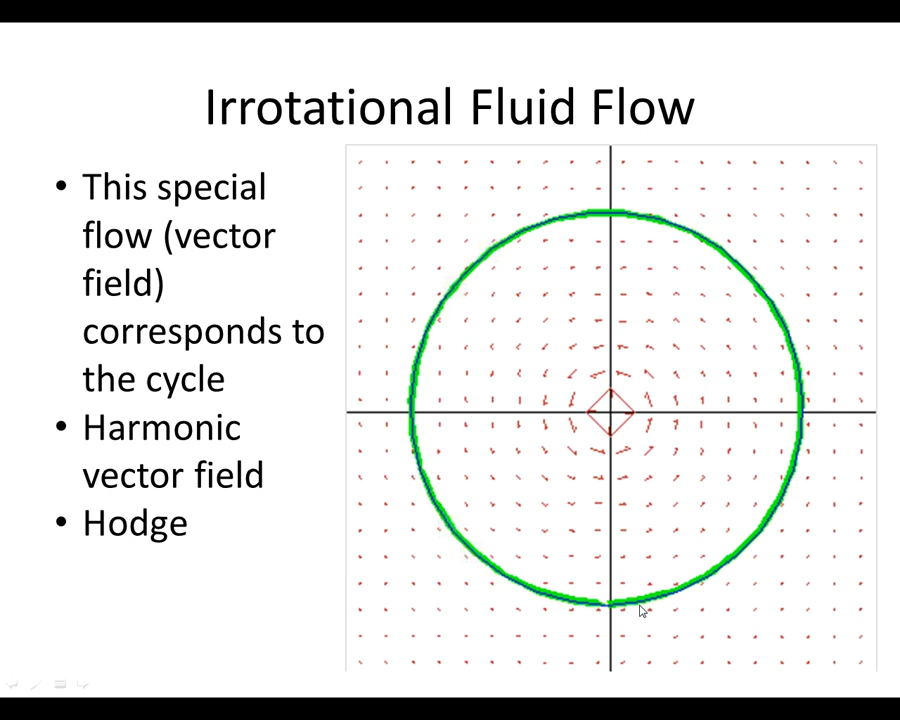 Irrotational Fluid Flow
• This special
flow (vector
field)
corresponds to
the cycle
• Harmonic
vector field
• Hodge